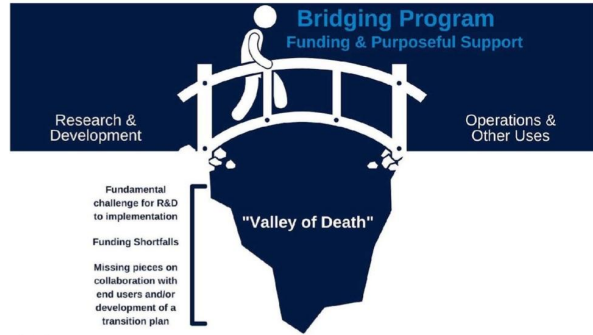 Bridging Program
Funding & Purposeful Support
Research &
Development
Operations &
Other Uses
Fundamental
challenge for R&D
to implementation
Funding Shortfalls
Missing pieces on
collaboration with
end users and/or
development of a
transition plan
"Valley of Death"